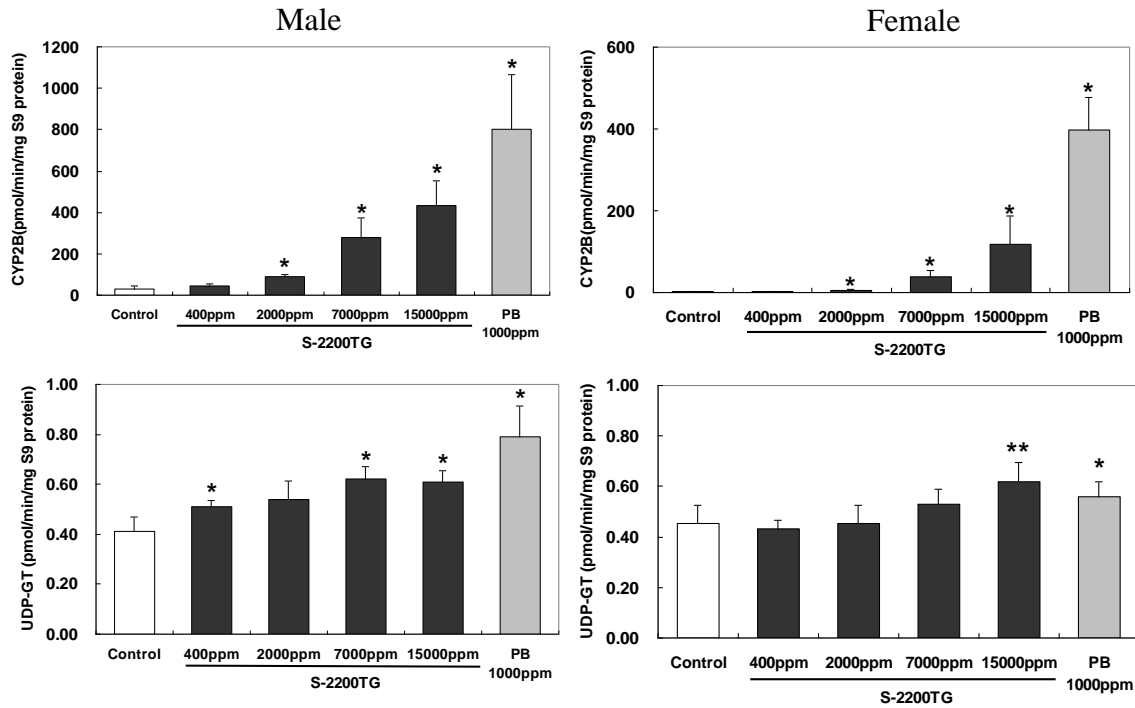 Male
Female
CYP2B(pmol/min/mg S9 protein)
1200
1000
800
600
400
200
0
*
*
*
*
Control
400ppm
2000ppm
7000ppm
15000ppm
PB
1000ppm
S-2200TG
CYP2B(pmol/min/mg S9 protein)
600
400
200
0
*
*
*
*
Control
400ppm
2000ppm
7000ppm
15000ppm
PB
1000ppm
S-2200TG
UDP-GT (pmol/min/mg S9 protein)
1.00
0.80
0.60
0.40
0.20
0.00
*
*
*
*
Control
400ppm
2000ppm
7000ppm
15000ppm
PB
1000ppm
S-2200TG
UDP-GT (pmol/min/mg S9 protein)
1.00
0.80
0.60
0.40
0.20
0.00
**
*
Control
400ppm
2000ppm
7000ppm
15000ppm
PB
1000ppm
S-2200TG